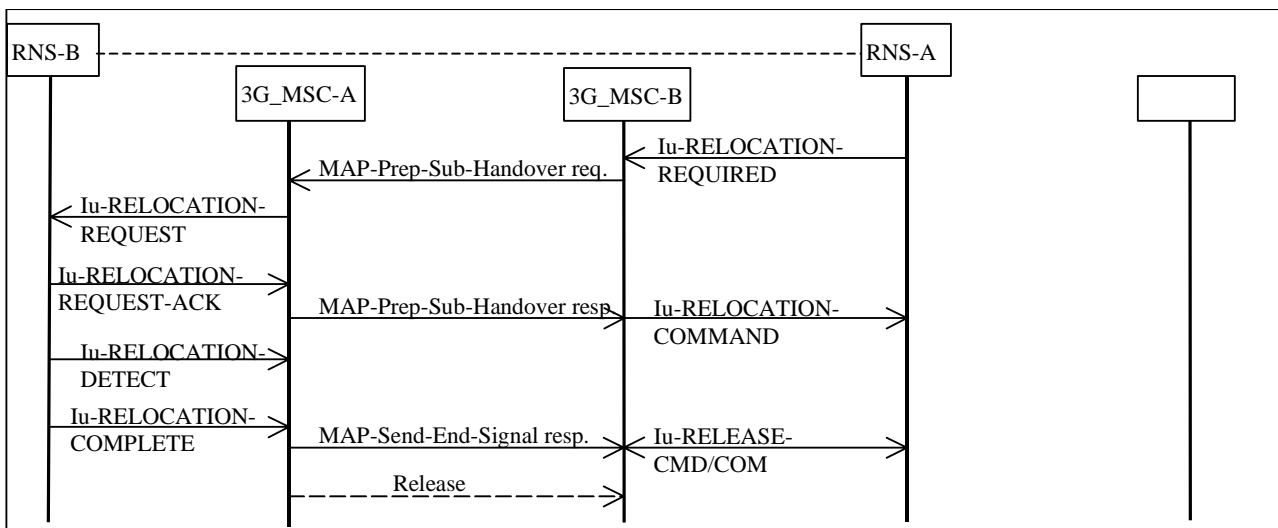 RNS-B
RNS-A
3G_MSC-A
3G_MSC-B
Iu-RELOCATION-
REQUIRED
MAP-Prep-Sub-Handover req.
Iu-RELOCATION-
REQUEST
Iu-RELOCATION-
REQUEST-ACK
MAP-Prep-Sub-Handover resp
Iu-RELOCATION-
COMMAND
Iu-RELOCATION-
DETECT
Iu-RELOCATION-
COMPLETE
MAP-Send-End-Signal resp.
Iu-RELEASE-
CMD/COM
Release